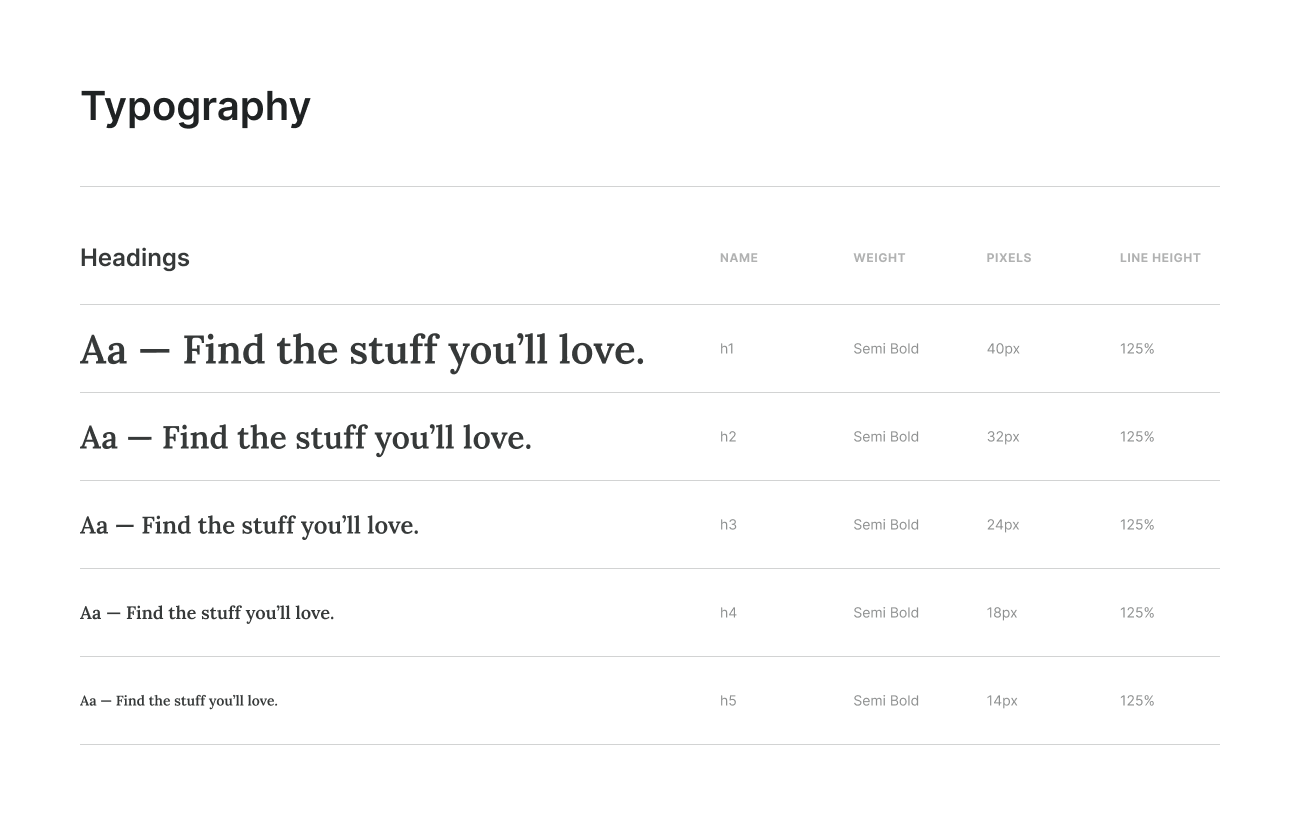 Typography
Headings NAME WEIGHT PIXELS LINE HEIGHT
Aa — Find the stuff you’ll love. h1 Semi Bold 40px 125%
Aa — Find the stuff you’ll love. h2 Semi Bold 32px 125%
Aa — Find the stuff you’ll love. h3 Semi Bold 24px 125%
Aa — Find the stuff you’ll love. h4 Semi Bold 18px 125%
Aa — Find the stuff you’ll love. h5 Semi Bold 14px 125%